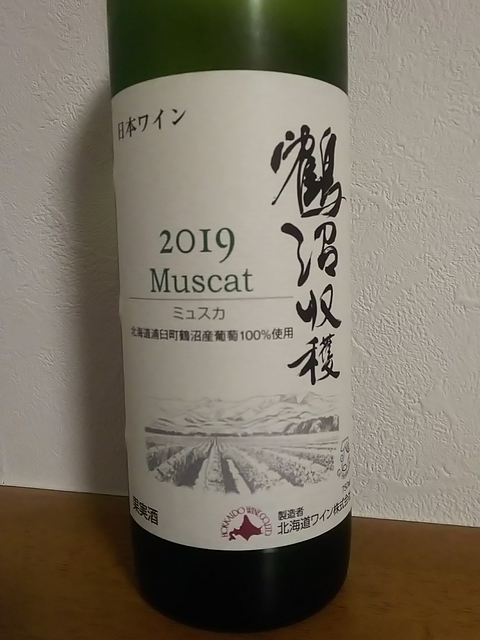 日本ワイン
鶴沼収穫
2019
Muscat
ミュスカ
北海道浦臼町鶴沼産葡萄100%使用
果実酒
HOKKAIDO WINE CO.,LTD
製造者
北海道ワイン株式会社